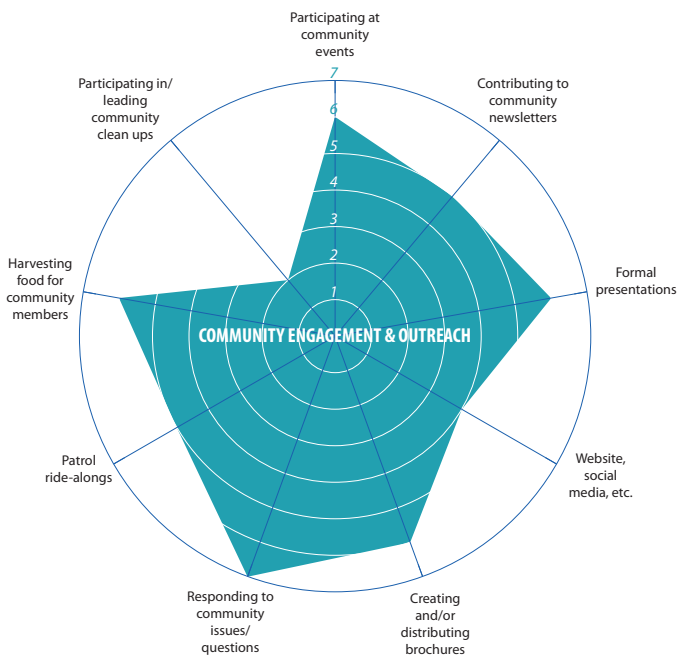 Participating at
community
events
Contributing to
community
newsletters
Formal
presentations
Website,
social
media, etc.
Creating
and/or
distributing
brochures
Responding to
community
issues/
questions
Patrol
ride-alongs
Harvesting
food for
community
members
Participating in/
leading
community
clean ups
7
6
5
4
3
2
1
COMMUNITY ENGAGEMENT & OUTREACH